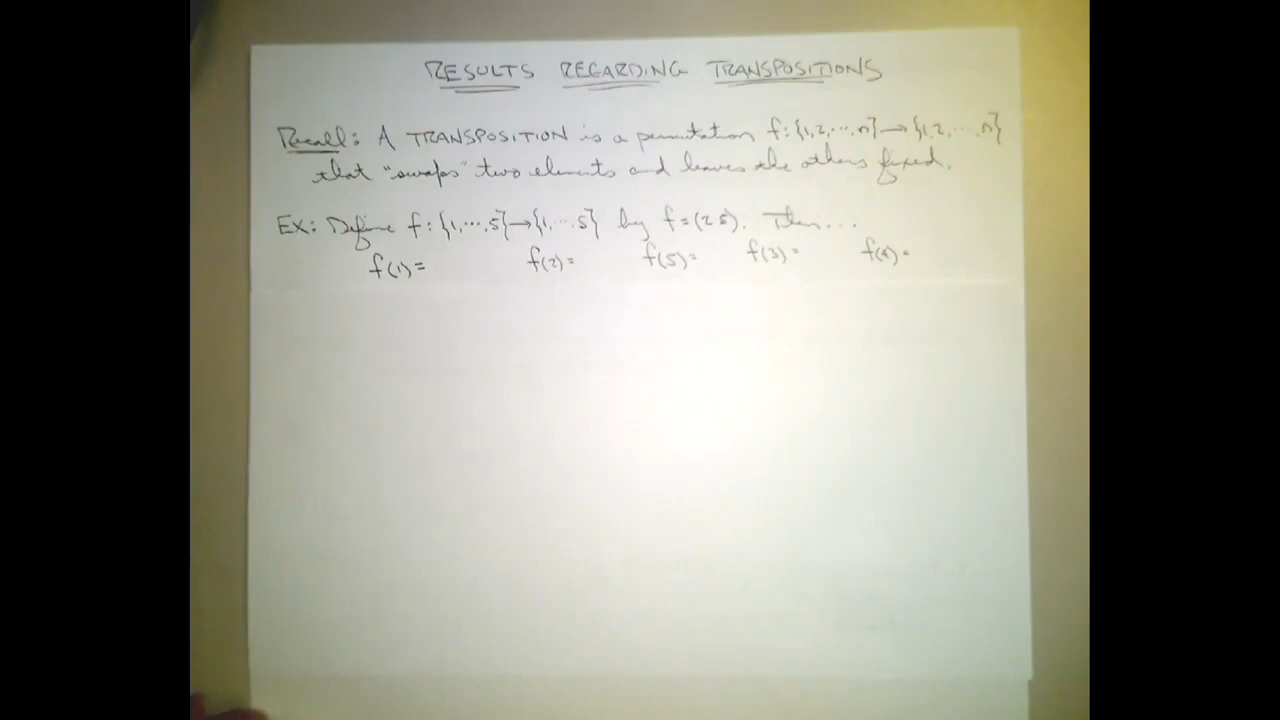 RESULTS REGARDING TRANSPOSITIONS
Recall: A TRANSPOSITION is a permutation f:{1,2,...,n}→{1,2,...,n}
that "swaps" two elements and leaves the others fixed.
EX: Define f:{1,...,5}→{1,...,5} by f=(2 5). Then...
f(1)= f(2)= f(5)= f(3)= f(4)=